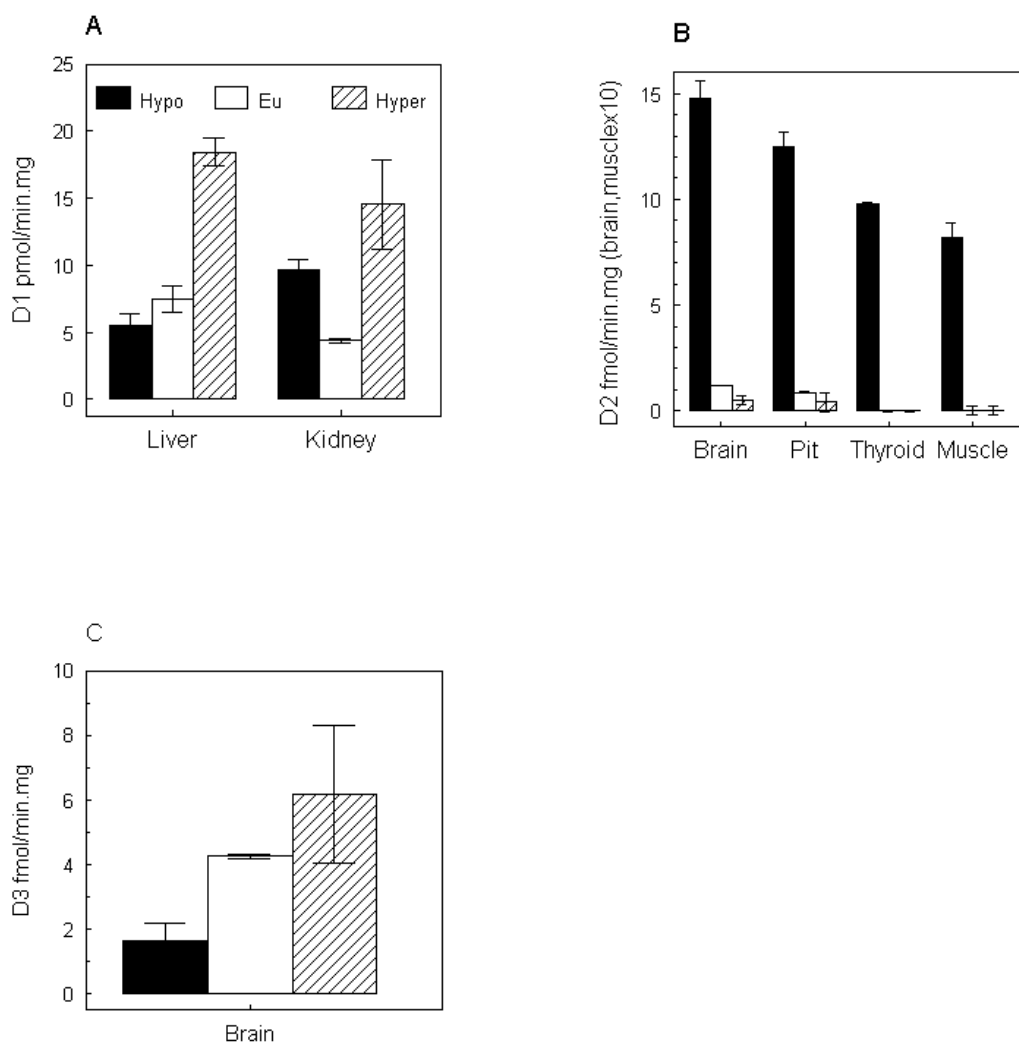 A
25
20
15
10
5
0
D1 pmol/min.mg
Hypo Eu Hyper
Liver Kidney
B
15
10
5
0
D2 fmol/min.mg (brain,musclex10)
Brain Pit Thyroid Muscle
C
10
8
6
4
2
0
D3 fmol/min.mg
Brain